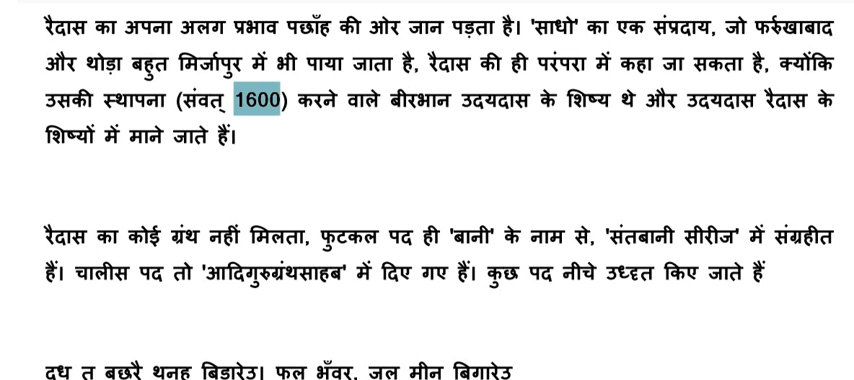 रैदास का अपना अलग प्रभाव पछाँह की ओर जान पड़ता है। 'साधो' का एक संप्रदाय, जो फर्रुखाबाद
और थोड़ा बहुत मिर्जापुर में भी पाया जाता है, रैदास की ही परंपरा में कहा जा सकता है, क्योंकि
उसकी स्थापना (संवत् 1600) करने वाले बीरभान उदयदास के शिष्य थे और उदयदास रैदास के
शिष्यों में माने जाते हैं।
रैदास का कोई ग्रंथ नहीं मिलता, फुटकल पद ही 'बानी' के नाम से, 'संतबानी सीरीज' में संग्रहीत
हैं। चालीस पद तो 'आदिगुरुग्रंथसाहब' में दिए गए हैं। कुछ पद नीचे उध्दृत किए जाते हैं
दूध त बछरै थनह बिडारेउ। फुल भँवर, जल मीन बिगारेउ